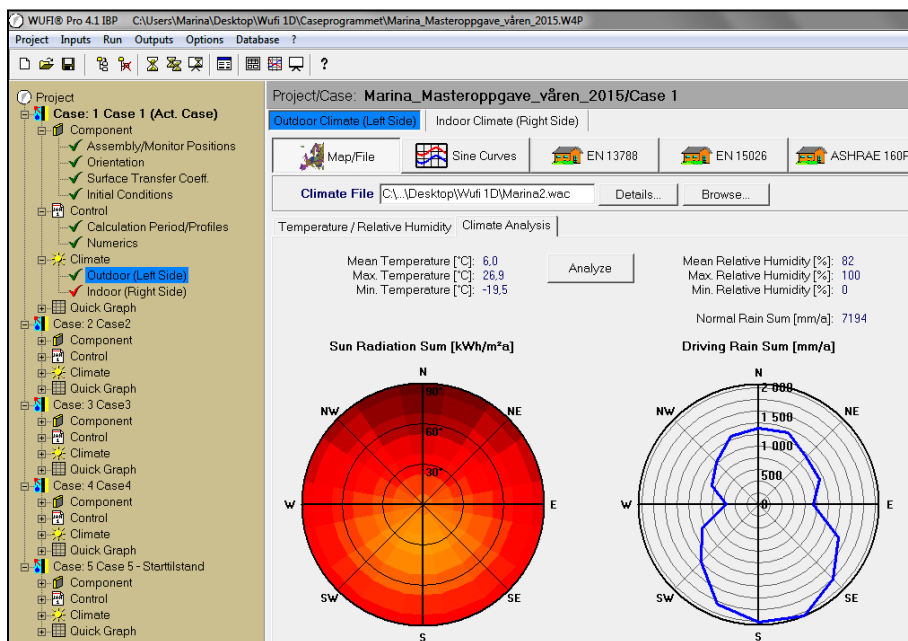 WUFI® Pro 4.1 IBP C:\Users\Marina\Desktop\Wufi 1D\Caseprogrammet\Marina_Masteroppgave_våren_2015.W4P
Project Inputs Run Outputs Options Database ?
Project
Case: 1 Case 1 (Act. Case)
Component
Assembly/Monitor Positions
Orientation
Surface Transfer Coeff.
Initial Conditions
Control
Calculation Period/Profiles
Numerics
Climate
Outdoor (Left Side)
Indoor (Right Side)
Quick Graph
Case: 2 Case2
Component
Control
Climate
Quick Graph
Case: 3 Case3
Component
Control
Climate
Quick Graph
Case: 4 Case4
Component
Control
Climate
Quick Graph
Case: 5 Case 5 - Starttilstand
Component
Control
Climate
Quick Graph
Project/Case: Marina_Masteroppgave_våren_2015/Case 1
Outdoor Climate (Left Side) Indoor Climate (Right Side)
Map/File Sine Curves EN 13788 EN 15026 ASHRAE 160P
Climate File C:\...\Desktop\Wufi 1D\Marina2.wac Details... Browse...
Temperature / Relative Humidity Climate Analysis
Mean Temperature [°C]: 6,0
Max. Temperature [°C]: 26,9
Min. Temperature [°C]: -19,5
Analyze
Mean Relative Humidity [%]: 82
Max. Relative Humidity [%]: 100
Min. Relative Humidity [%]: 0
Normal Rain Sum [mm/a]: 7194
Sun Radiation Sum [kWh/m²a]
N
NW NE
90°
60°
30°
W E
SW SE
S
Driving Rain Sum [mm/a]
N
2 000
NW NE
1 500
1 000
500
W 0 E
SW SE
S